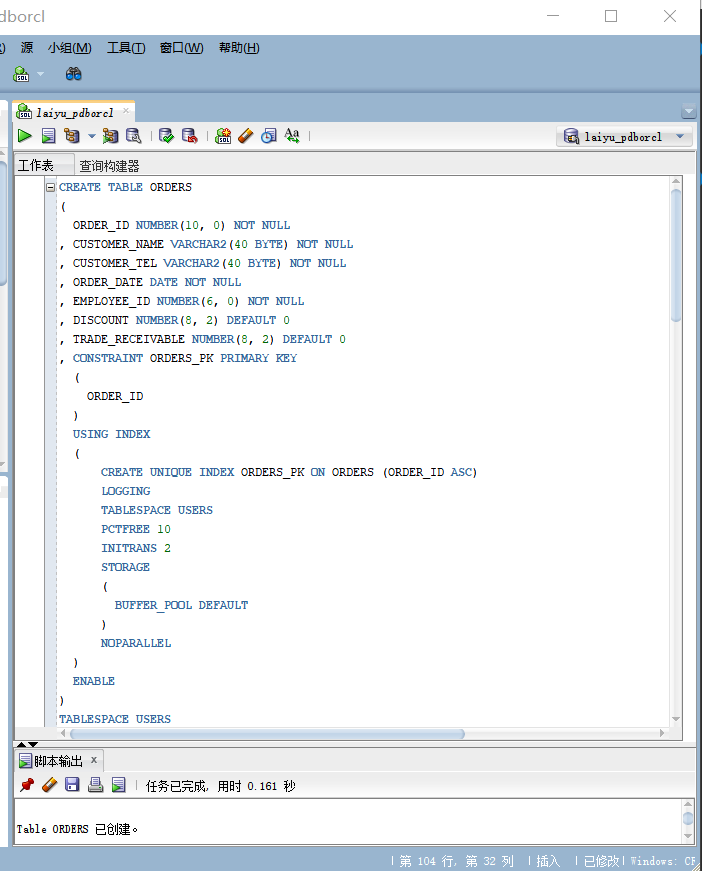 dborcl
源 小组(M) 工具(T) 窗口(W) 帮助(H)
laiyu_pdborcl
laiyu_pdborcl
工作表 查询构建器
CREATE TABLE ORDERS
(
ORDER_ID NUMBER(10, 0) NOT NULL
, CUSTOMER_NAME VARCHAR2(40 BYTE) NOT NULL
, CUSTOMER_TEL VARCHAR2(40 BYTE) NOT NULL
, ORDER_DATE DATE NOT NULL
, EMPLOYEE_ID NUMBER(6, 0) NOT NULL
, DISCOUNT NUMBER(8, 2) DEFAULT 0
, TRADE_RECEIVABLE NUMBER(8, 2) DEFAULT 0
, CONSTRAINT ORDERS_PK PRIMARY KEY
(
ORDER_ID
)
USING INDEX
(
CREATE UNIQUE INDEX ORDERS_PK ON ORDERS (ORDER_ID ASC)
LOGGING
TABLESPACE USERS
PCTFREE 10
INITRANS 2
STORAGE
(
BUFFER_POOL DEFAULT
)
NOPARALLEL
)
ENABLE
)
TABLESPACE USERS
脚本输出 x
任务已完成, 用时 0.161 秒
Table ORDERS 已创建。
| 第 104 行, 第 32 列 | 插入 | 已修改| Windows: CR